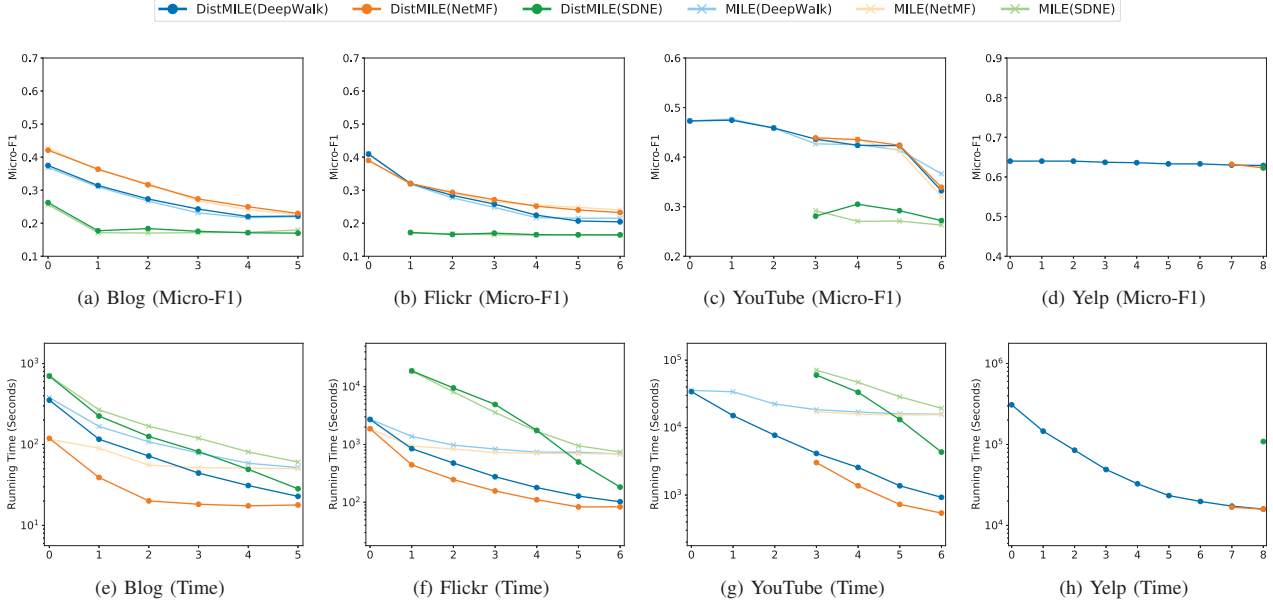 DistMILE(DeepWalk) DistMILE(NetMF) DistMILE(SDNE) MILE(DeepWalk) MILE(NetMF) MILE(SDNE)
Micro-F1
0.7
0.6
0.5
0.4
0.3
0.2
0.1
0 1 2 3 4 5
(a) Blog (Micro-F1)
Micro-F1
0.7
0.6
0.5
0.4
0.3
0.2
0.1
0 1 2 3 4 5 6
(b) Flickr (Micro-F1)
Micro-F1
0.6
0.5
0.4
0.3
0.2
0 1 2 3 4 5 6
(c) YouTube (Micro-F1)
Micro-F1
0.9
0.8
0.7
0.6
0.5
0.4
0 1 2 3 4 5 6 7 8
(d) Yelp (Micro-F1)
Running Time (Seconds)
10³
10²
10¹
0 1 2 3 4 5
(e) Blog (Time)
Running Time (Seconds)
10⁴
10³
10²
0 1 2 3 4 5 6
(f) Flickr (Time)
Running Time (Seconds)
10⁵
10⁴
10³
0 1 2 3 4 5 6
(g) YouTube (Time)
Running Time (Seconds)
10⁶
10⁵
10⁴
0 1 2 3 4 5 6 7 8
(h) Yelp (Time)